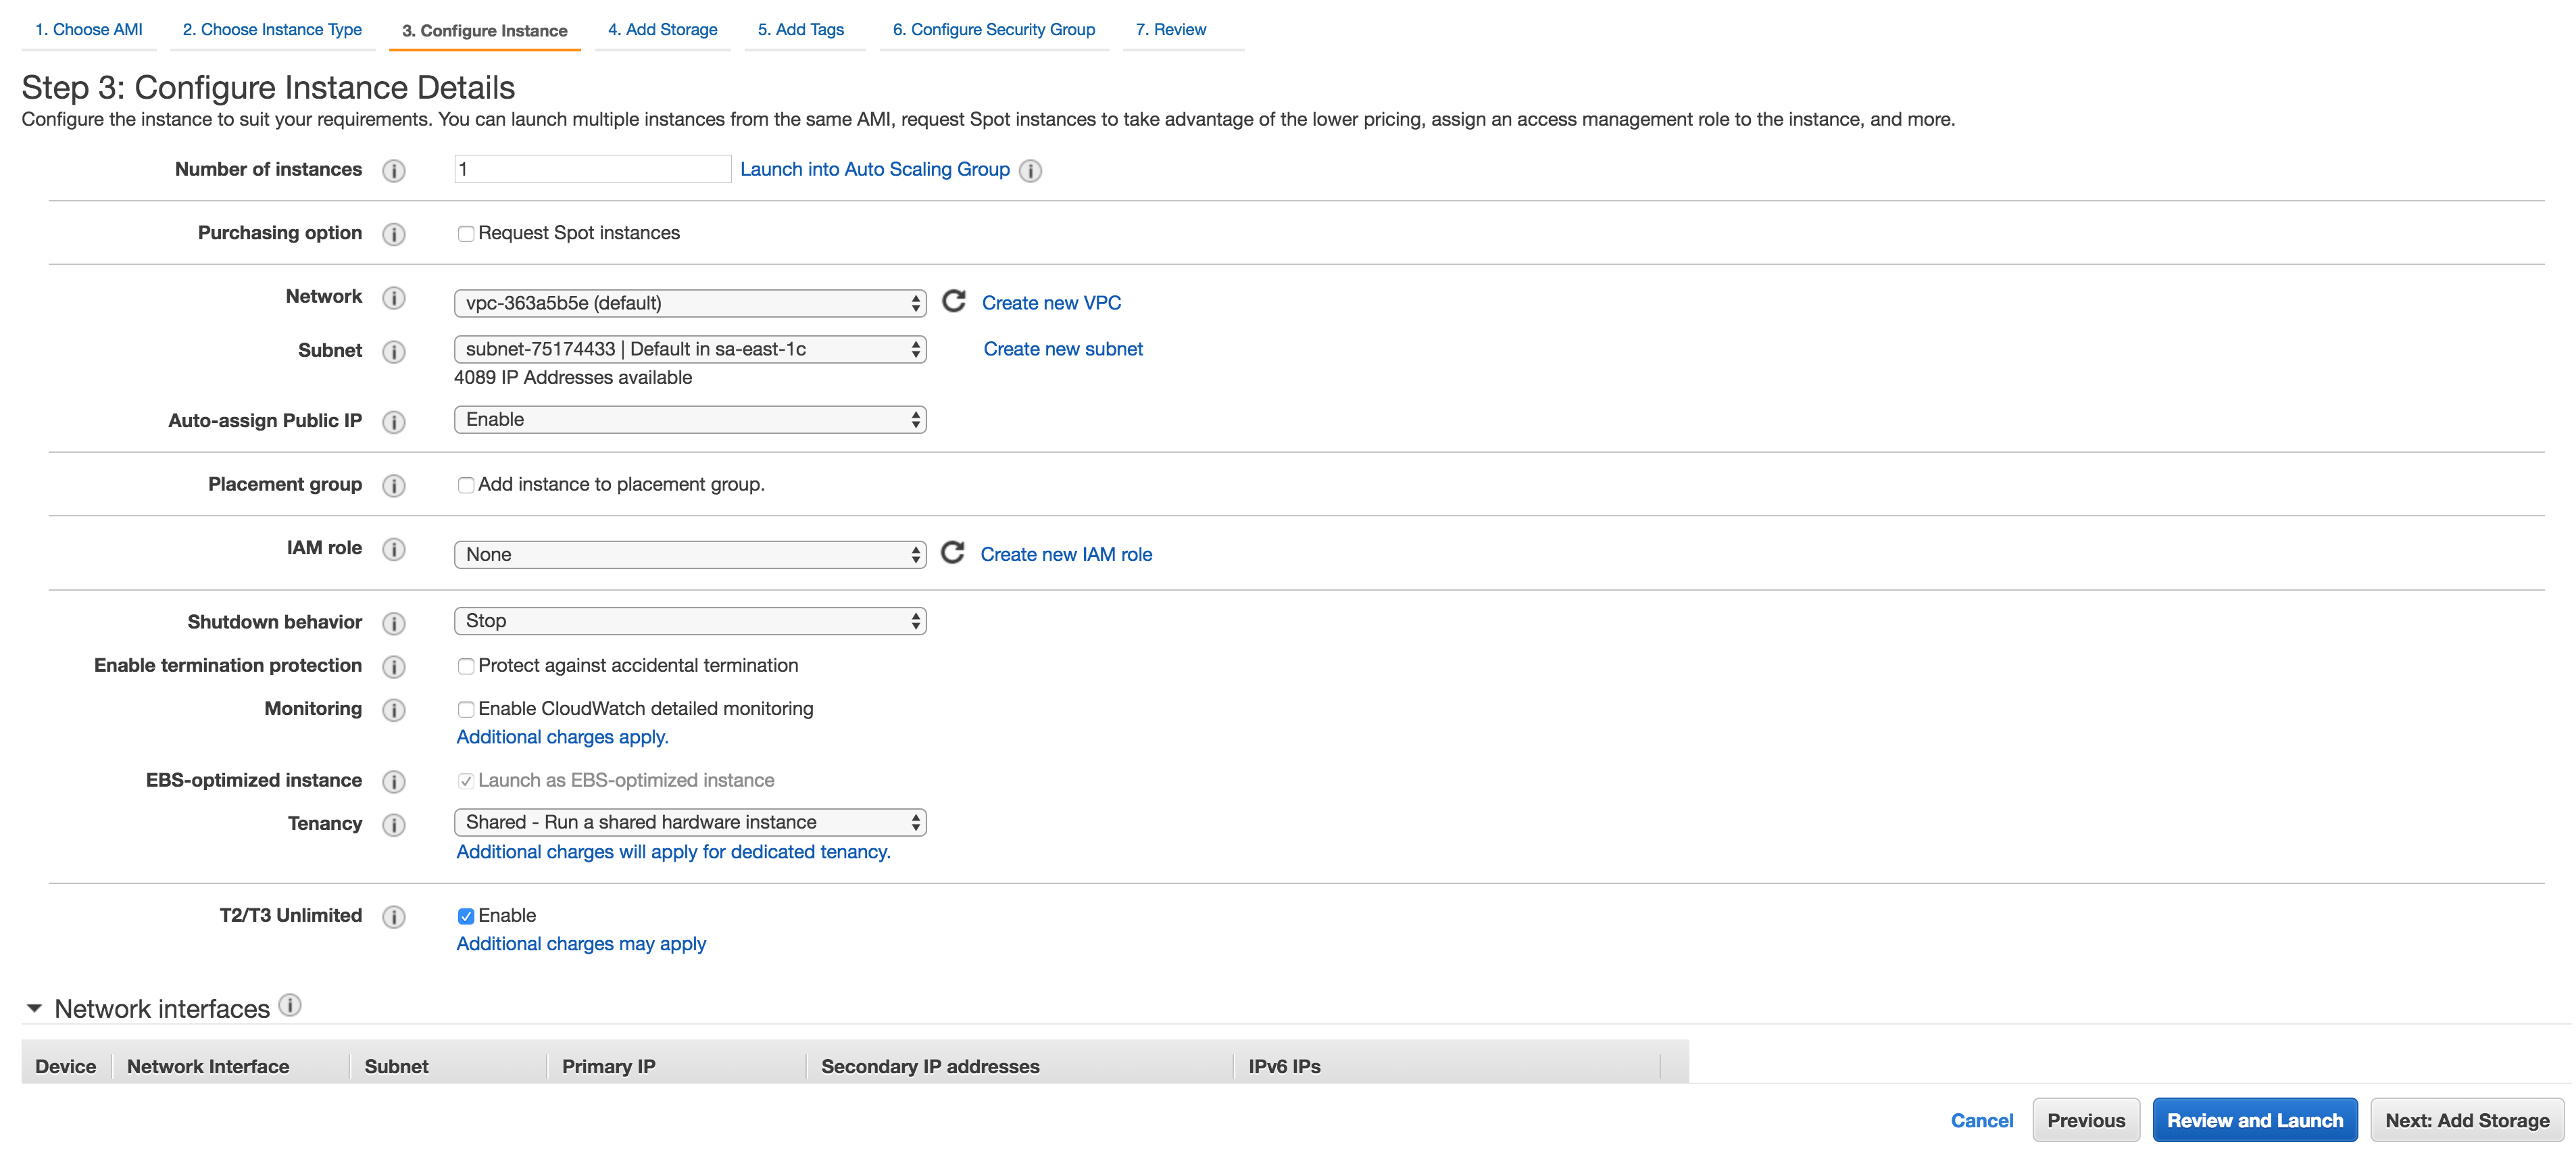 1. Choose AMI 2. Choose Instance Type 3. Configure Instance 4. Add Storage 5. Add Tags 6. Configure Security Group 7. Review
Step 3: Configure Instance Details
Configure the instance to suit your requirements. You can launch multiple instances from the same AMI, request Spot instances to take advantage of the lower pricing, assign an access management role to the instance, and more.
Number of instances 1 Launch into Auto Scaling Group
Purchasing option Request Spot instances
Network vpc-363a5b5e (default) Create new VPC
Subnet subnet-75174433 | Default in sa-east-1c Create new subnet
4089 IP Addresses available
Auto-assign Public IP Enable
Placement group Add instance to placement group.
IAM role None Create new IAM role
Shutdown behavior Stop
Enable termination protection Protect against accidental termination
Monitoring Enable CloudWatch detailed monitoring
Additional charges apply.
EBS-optimized instance Launch as EBS-optimized instance
Tenancy Shared - Run a shared hardware instance
Additional charges will apply for dedicated tenancy.
T2/T3 Unlimited Enable
Additional charges may apply
Network interfaces
Device Network Interface Subnet Primary IP Secondary IP addresses IPv6 IPs
Cancel Previous Review and Launch Next: Add Storage